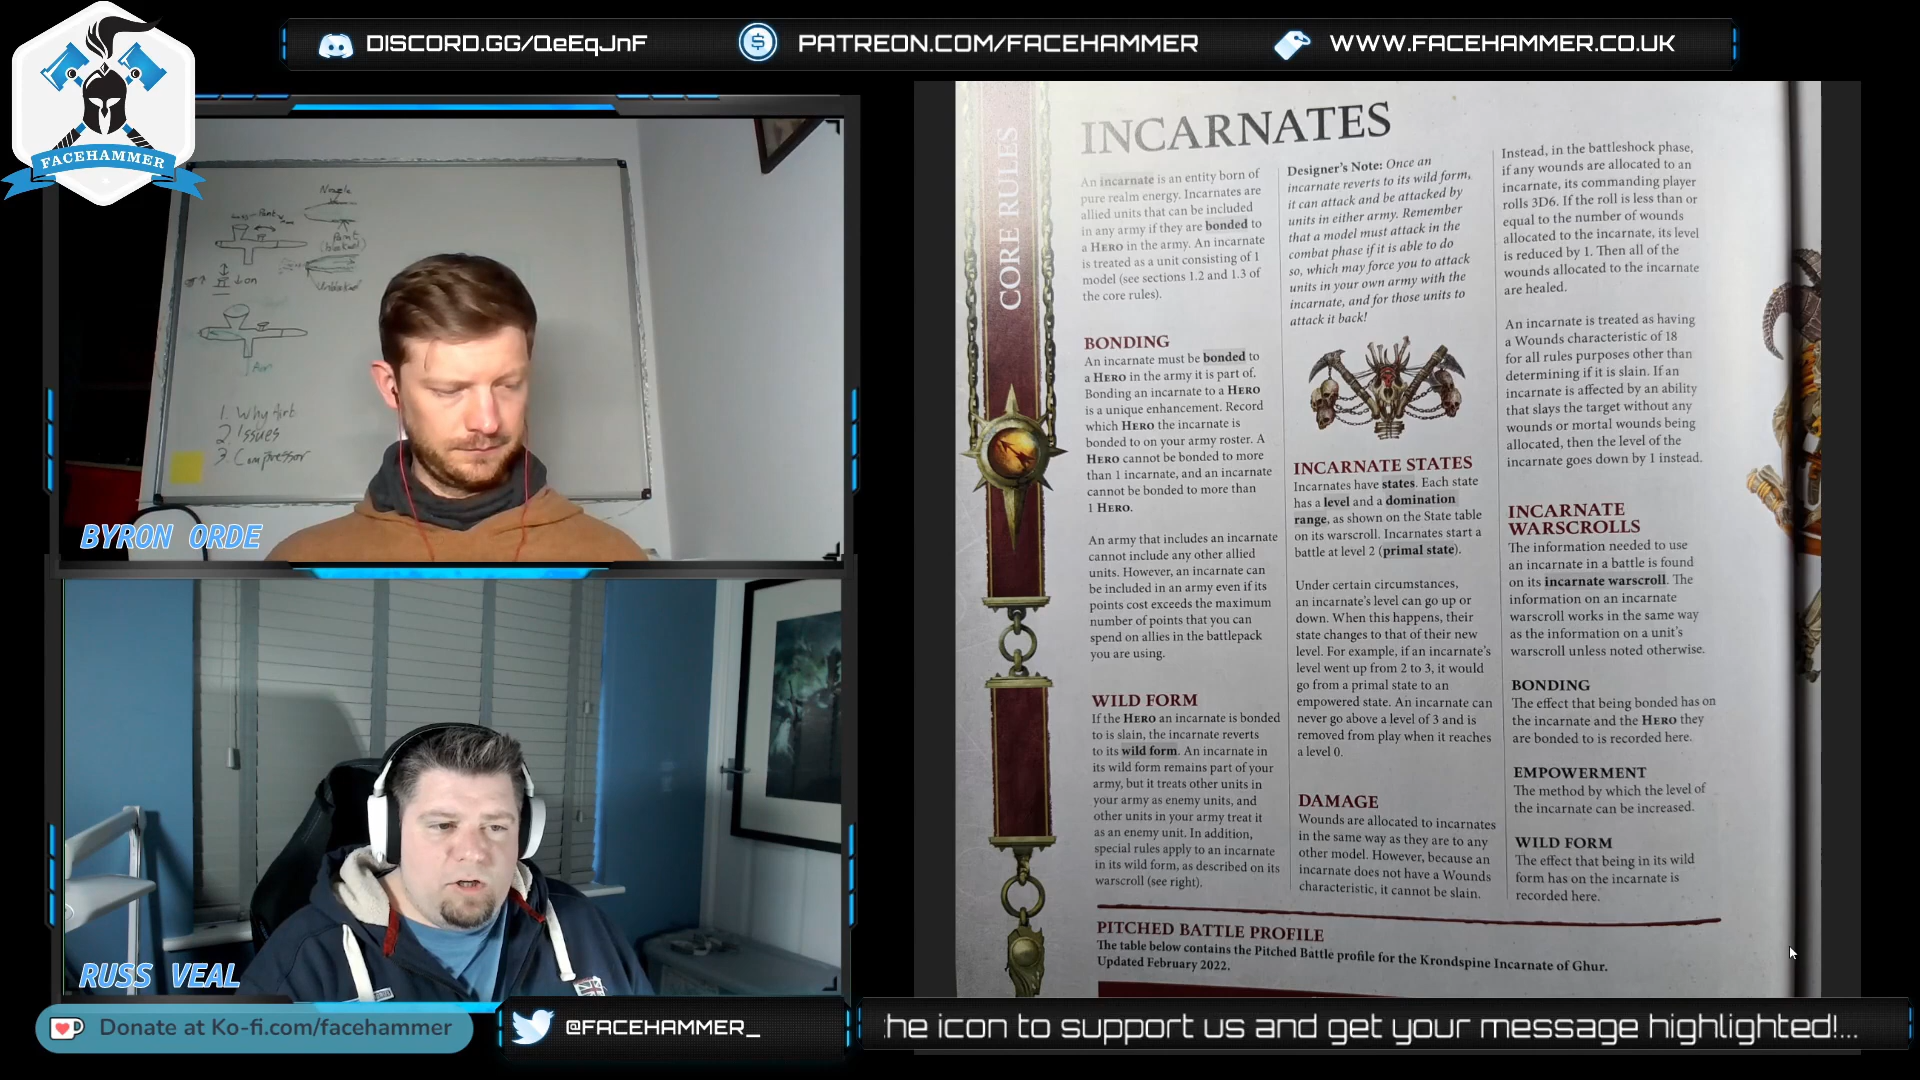 DISCORD.GG/QeEqJnF
PATREON.COM/FACEHAMMER
WWW.FACEHAMMER.CO.UK
FACEHAMMER
Nozzle
Paint
(blocked)
Unblocked
Air
1. Why Airb
2 Issues
3. Compressor
BYRON ORDE
RUSS VEAL
CORE RULES
INCARNATES
An incarnate is an entity born of
pure realm energy. Incarnates are
allied units that can be included
in any army if they are bonded to
a HERO in the army. An incarnate
is treated as a unit consisting of 1
model (see sections 1.2 and 1.3 of
the core rules).
BONDING
An incarnate must be bonded to
a HERO in the army it is part of.
Bonding an incarnate to a HERO
is a unique enhancement. Record
which HERO the incarnate is
bonded to on your army roster. A
HERO cannot be bonded to more
than 1 incarnate, and an incarnate
cannot be bonded to more than
1 HERO.
An army that includes an incarnate
cannot include any other allied
units. However, an incarnate can
be included in an army even if its
points cost exceeds the maximum
number of points that you can
spend on allies in the battlepack
you are using.
WILD FORM
If the HERO an incarnate is bonded
to is slain, the incarnate reverts
to its wild form. An incarnate in
its wild form remains part of your
army, but it treats other units in
your army as enemy units, and
other units in your army treat it
as an enemy unit. In addition,
special rules apply to an incarnate
in its wild form, as described on its
warscroll (see right).
Designer's Note: Once an
incarnate reverts to its wild form,
it can attack and be attacked by
units in either army. Remember
that a model must attack in the
combat phase if it is able to do
so, which may force you to attack
units in your own army with the
incarnate, and for those units to
attack it back!
INCARNATE STATES
Incarnates have states. Each state
has a level and a domination
range, as shown on the State table
on its warscroll. Incarnates start a
battle at level 2 (primal state).
Under certain circumstances,
an incarnate's level can go up or
down. When this happens, their
state changes to that of their new
level. For example, if an incarnate's
level went up from 2 to 3, it would
go from a primal state to an
empowered state. An incarnate can
never go above a level of 3 and is
removed from play when it reaches
a level 0.
DAMAGE
Wounds are allocated to incarnates
in the same way as they are to any
other model. However, because an
incarnate does not have a Wounds
characteristic, it cannot be slain.
Instead, in the battleshock phase,
if any wounds are allocated to an
incarnate, its commanding player
rolls 3D6. If the roll is less than or
equal to the number of wounds
allocated to the incarnate, its level
is reduced by 1. Then all of the
wounds allocated to the incarnate
are healed.
An incarnate is treated as having
a Wounds characteristic of 18
for all rules purposes other than
determining if it is slain. If an
incarnate is affected by an ability
that slays the target without any
wounds or mortal wounds being
allocated, then the level of the
incarnate goes down by 1 instead.
INCARNATE
WARSCROLLS
The information needed to use
an incarnate in a battle is found
on its incarnate warscroll. The
information on an incarnate
warscroll works in the same way
as the information on a unit's
warscroll unless noted otherwise.
BONDING
The effect that being bonded has on
the incarnate and the HERO they
are bonded to is recorded here.
EMPOWERMENT
The method by which the level of
the incarnate can be increased.
WILD FORM
The effect that being in its wild
form has on the incarnate is
recorded here.
PITCHED BATTLE PROFILE
The table below contains the Pitched Battle profile for the Krondspine Incarnate of Ghur.
Updated February 2022.
Donate at Ko-fi.com/facehammer
@FACEHAMMER_
he icon to support us and get your message highlighted!...